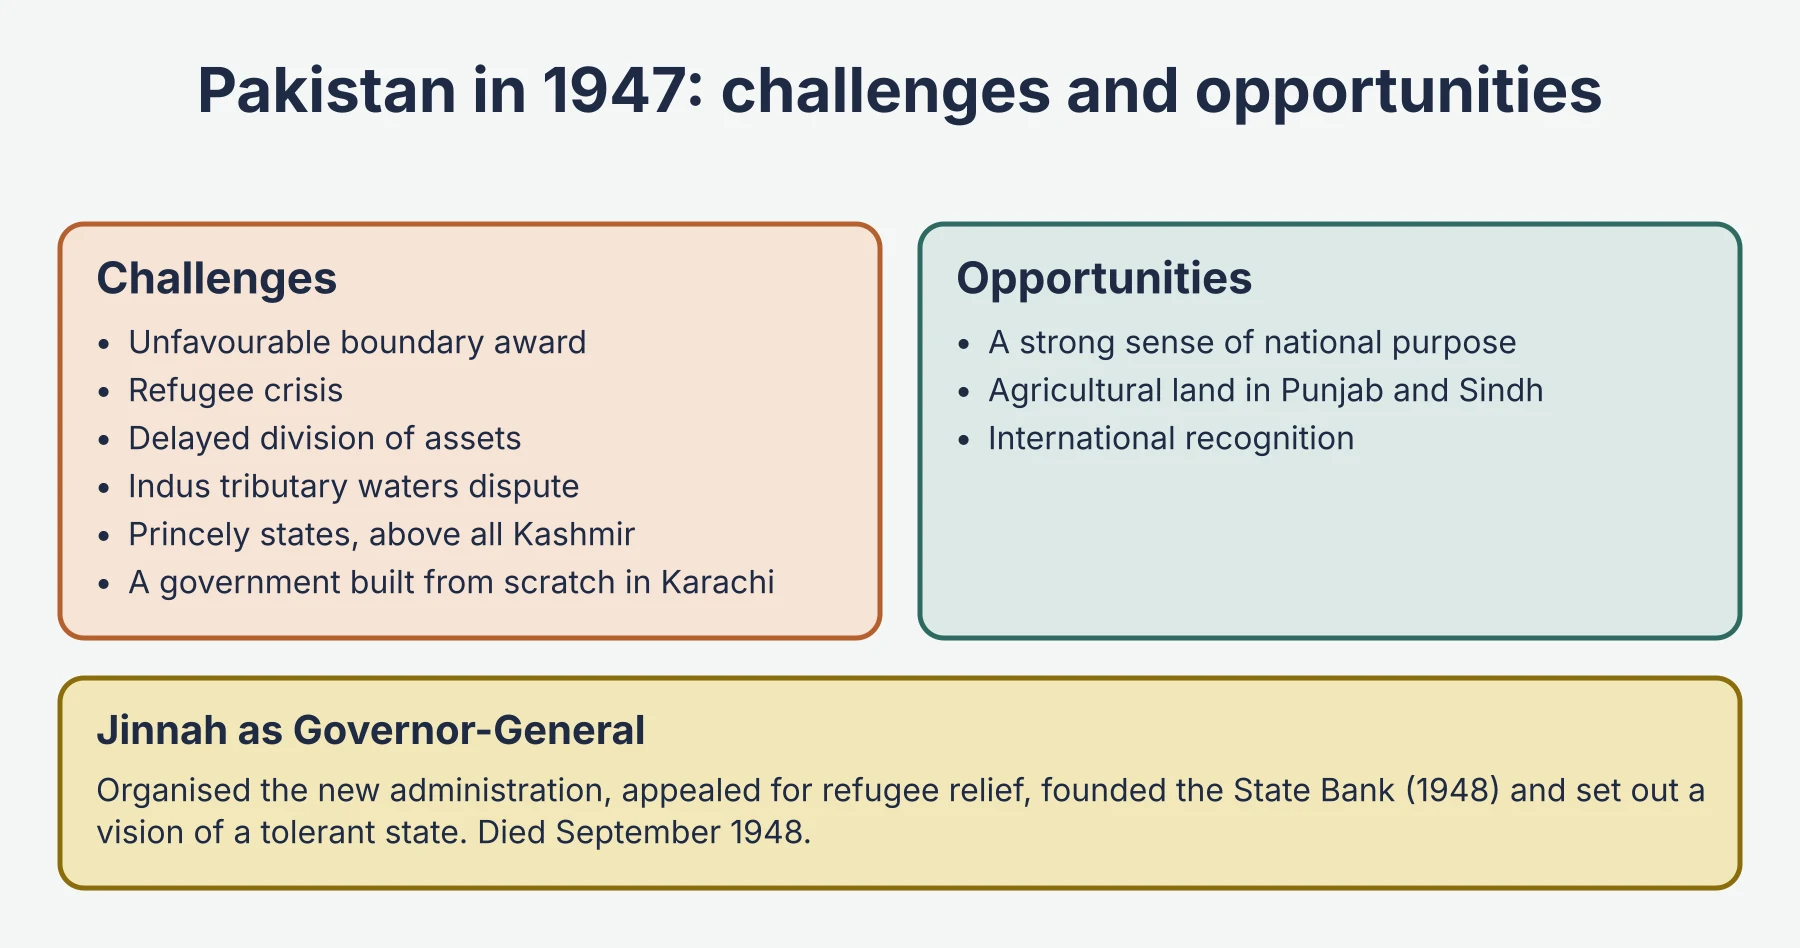 Pakistan in 1947: challenges and opportunities
Challenges
• Unfavourable boundary award
• Refugee crisis
• Delayed division of assets
• Indus tributary waters dispute
• Princely states, above all Kashmir
• A government built from scratch in Karachi
Opportunities
• A strong sense of national purpose
• Agricultural land in Punjab and Sindh
• International recognition
Jinnah as Governor-General
Organised the new administration, appealed for refugee relief, founded the State Bank (1948) and set out a
vision of a tolerant state. Died September 1948.